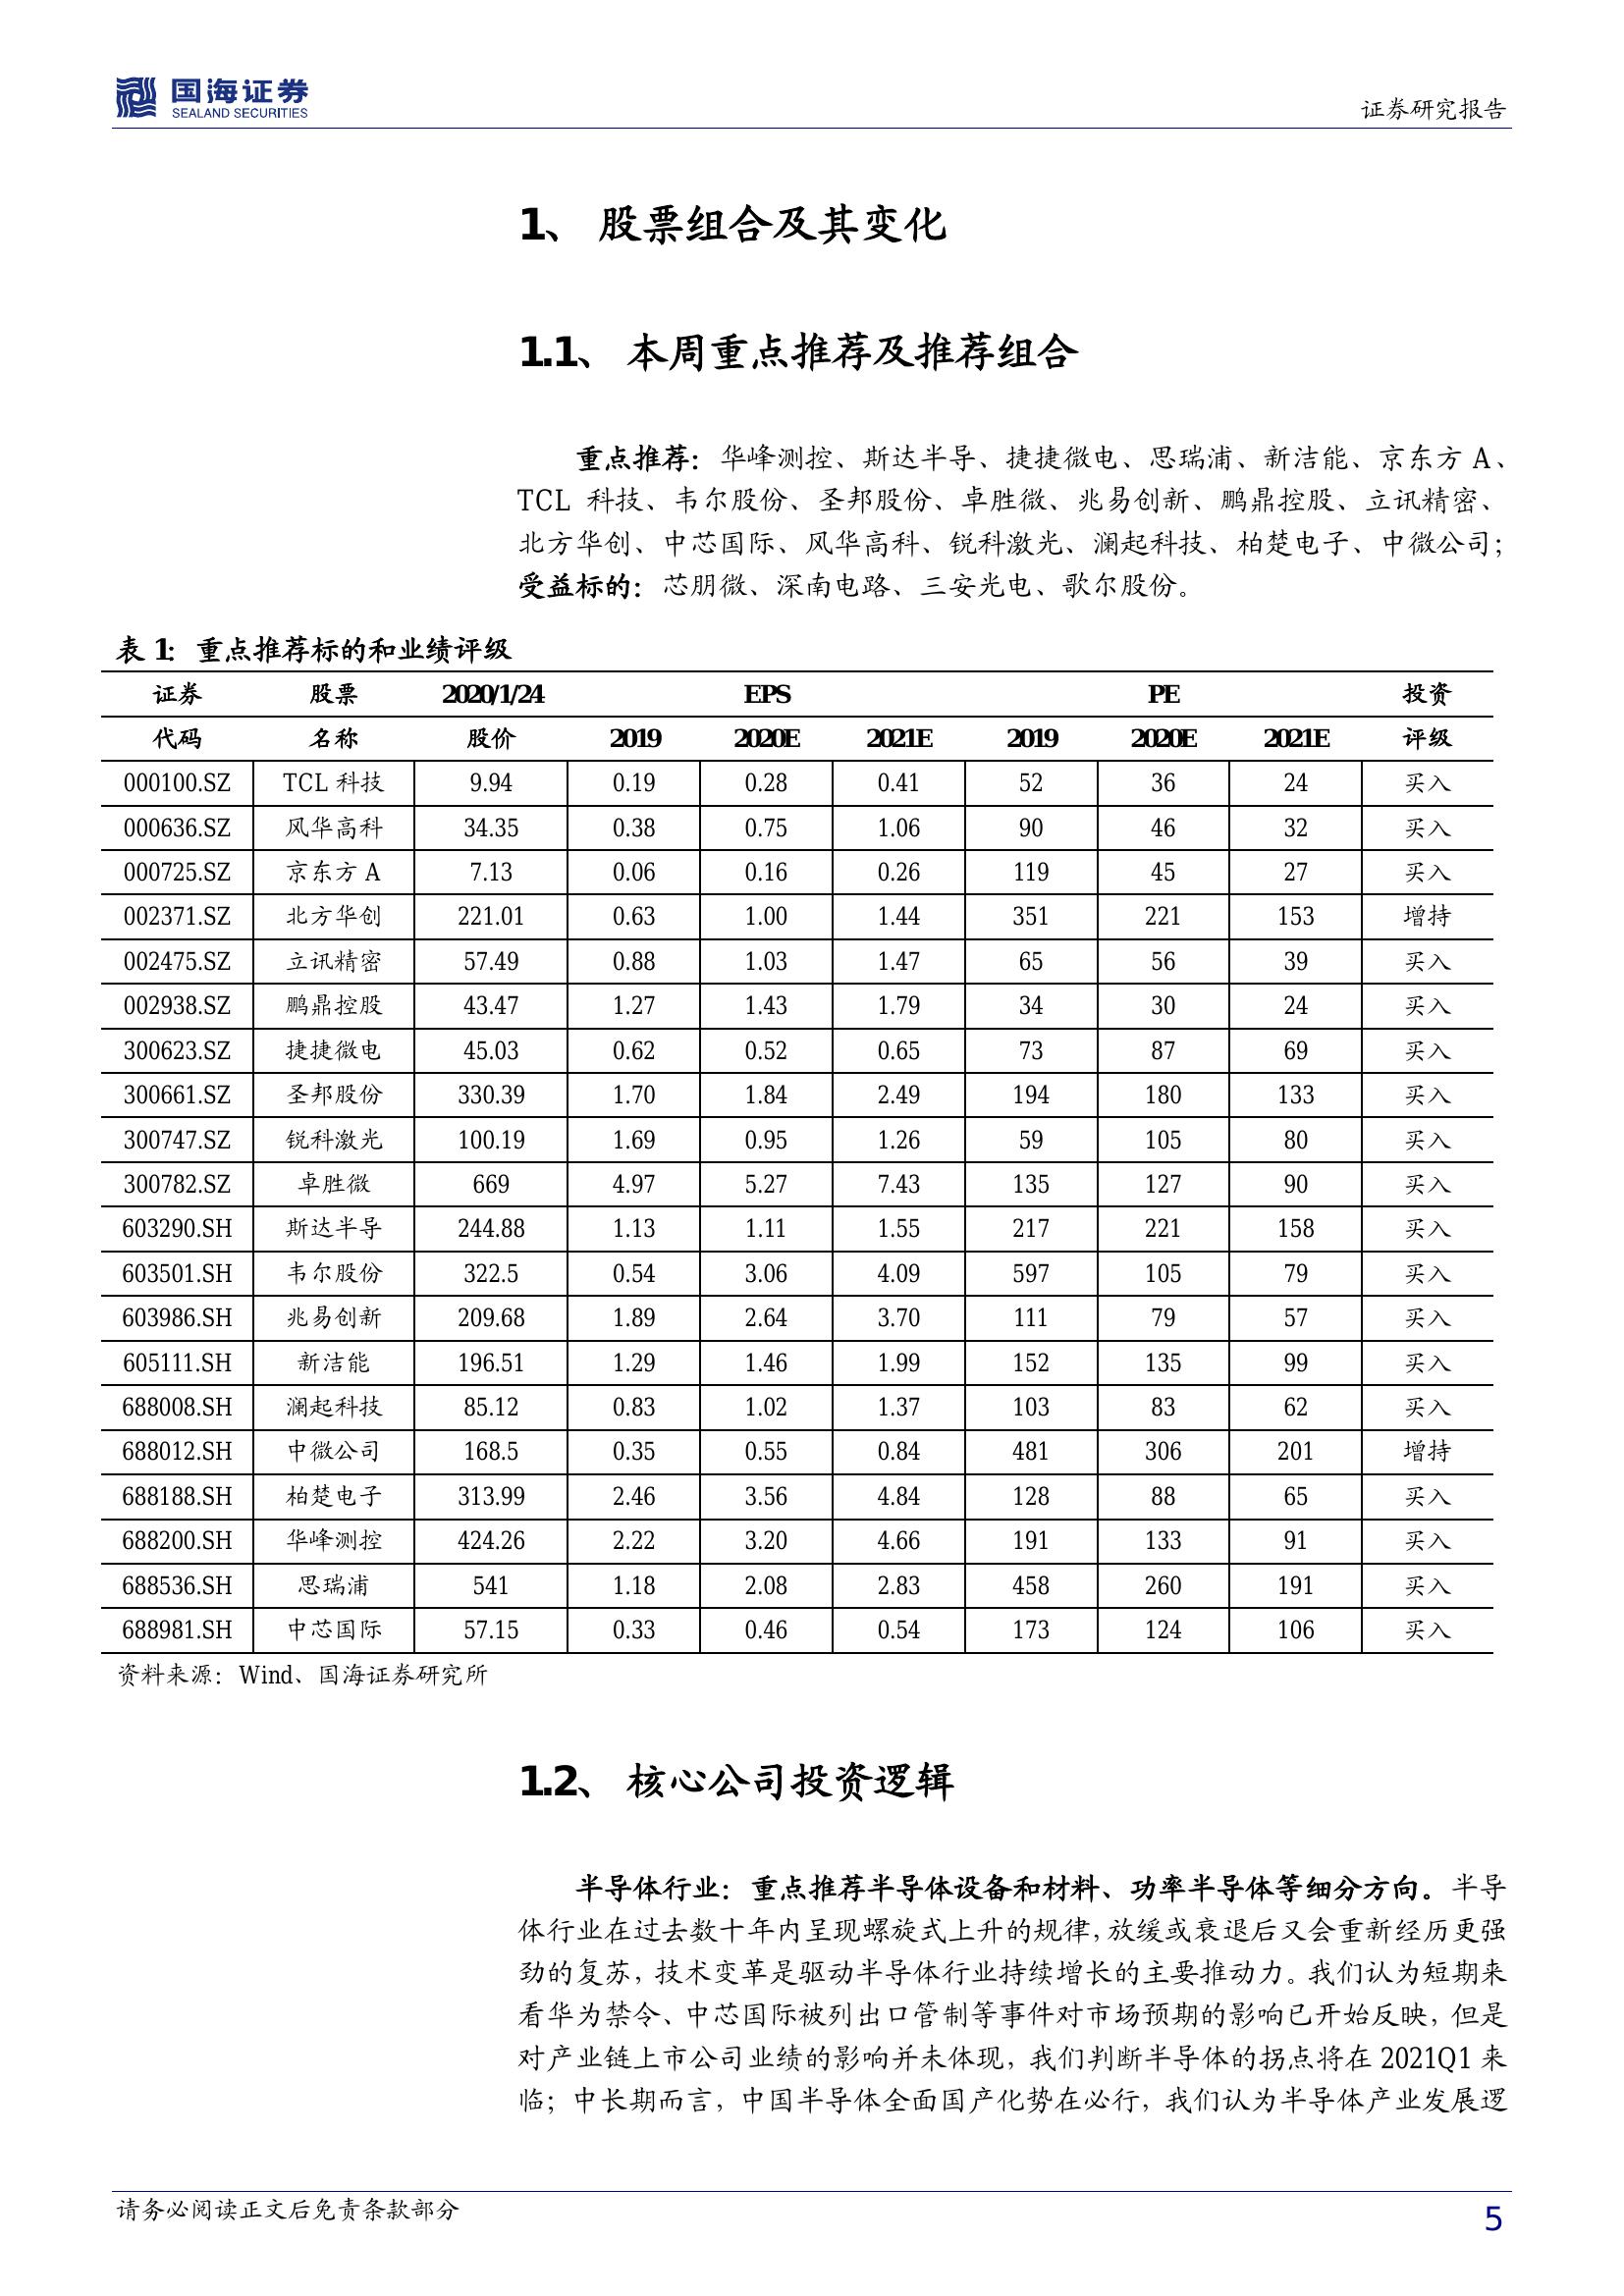 国海证券
SEALAND SECURITIES
证券研究报告
1、 股票组合及其变化
1.1、 本周重点推荐及推荐组合
重点推荐：华峰测控、斯达半导、捷捷微电、思瑞浦、新洁能、京东方 A、
TCL 科技、韦尔股份、圣邦股份、卓胜微、兆易创新、鹏鼎控股、立讯精密、
北方华创、中芯国际、风华高科、锐科激光、澜起科技、柏楚电子、中微公司；
受益标的：芯朋微、深南电路、三安光电、歌尔股份。
表 1：重点推荐标的和业绩评级
证券 股票 2020/1/24 EPS PE 投资
代码 名称 股价 2019 2020E 2021E 2019 2020E 2021E 评级
000100.SZ TCL 科技 9.94 0.19 0.28 0.41 52 36 24 买入
000636.SZ 风华高科 34.35 0.38 0.75 1.06 90 46 32 买入
000725.SZ 京东方 A 7.13 0.06 0.16 0.26 119 45 27 买入
002371.SZ 北方华创 221.01 0.63 1.00 1.44 351 221 153 增持
002475.SZ 立讯精密 57.49 0.88 1.03 1.47 65 56 39 买入
002938.SZ 鹏鼎控股 43.47 1.27 1.43 1.79 34 30 24 买入
300623.SZ 捷捷微电 45.03 0.62 0.52 0.65 73 87 69 买入
300661.SZ 圣邦股份 330.39 1.70 1.84 2.49 194 180 133 买入
300747.SZ 锐科激光 100.19 1.69 0.95 1.26 59 105 80 买入
300782.SZ 卓胜微 669 4.97 5.27 7.43 135 127 90 买入
603290.SH 斯达半导 244.88 1.13 1.11 1.55 217 221 158 买入
603501.SH 韦尔股份 322.5 0.54 3.06 4.09 597 105 79 买入
603986.SH 兆易创新 209.68 1.89 2.64 3.70 111 79 57 买入
605111.SH 新洁能 196.51 1.29 1.46 1.99 152 135 99 买入
688008.SH 澜起科技 85.12 0.83 1.02 1.37 103 83 62 买入
688012.SH 中微公司 168.5 0.35 0.55 0.84 481 306 201 增持
688188.SH 柏楚电子 313.99 2.46 3.56 4.84 128 88 65 买入
688200.SH 华峰测控 424.26 2.22 3.20 4.66 191 133 91 买入
688536.SH 思瑞浦 541 1.18 2.08 2.83 458 260 191 买入
688981.SH 中芯国际 57.15 0.33 0.46 0.54 173 124 106 买入
资料来源：Wind、国海证券研究所
1.2、 核心公司投资逻辑
半导体行业：重点推荐半导体设备和材料、功率半导体等细分方向。半导
体行业在过去数十年内呈现螺旋式上升的规律，放缓或衰退后又会重新经历更强
劲的复苏，技术变革是驱动半导体行业持续增长的主要推动力。我们认为短期来
看华为禁令、中芯国际被列出口管制等事件对市场预期的影响已开始反映，但是
对产业链上市公司业绩的影响并未体现，我们判断半导体的拐点将在 2021Q1 来
临；中长期而言，中国半导体全面国产化势在必行，我们认为半导体产业发展逻
请务必阅读正文后免责条款部分
5